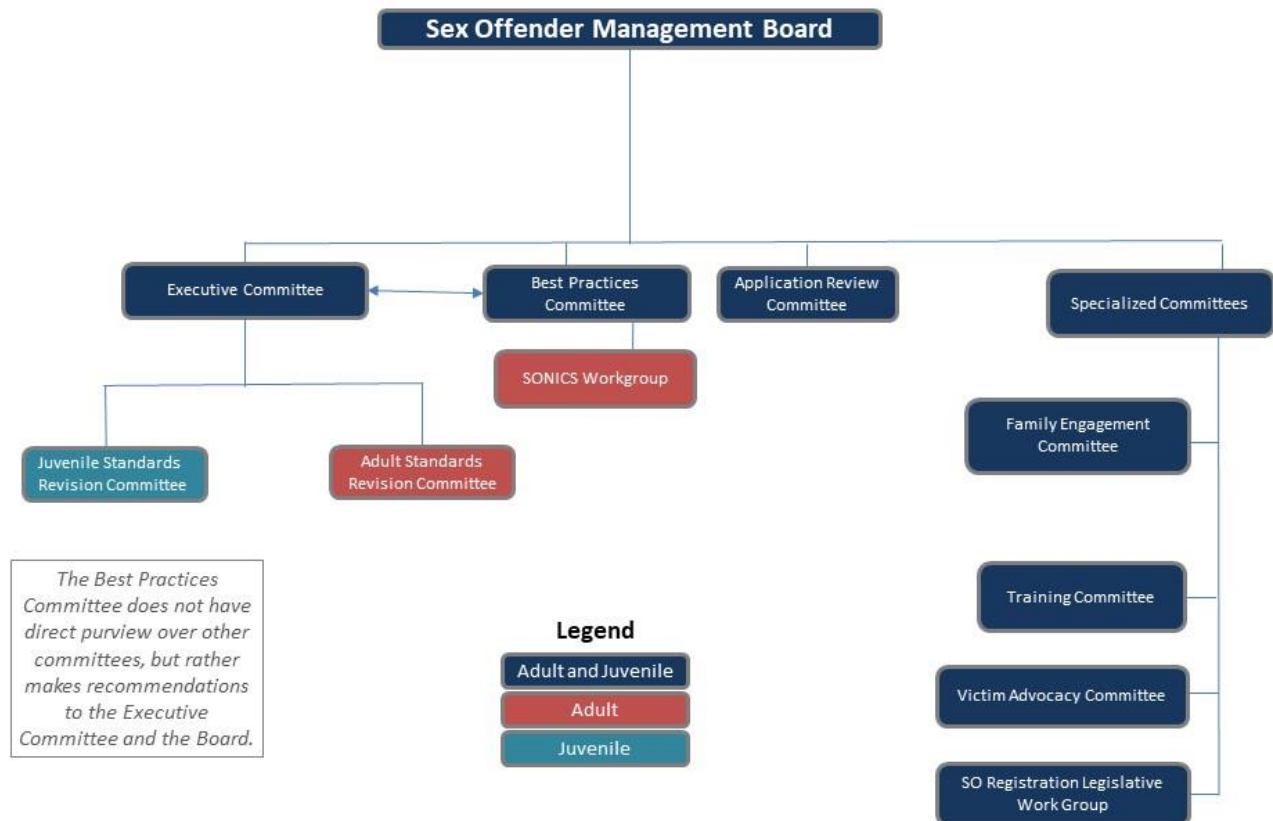 Sex Offender Management Board
Executive Committee
Best Practices
Committee
Application Review
Committee
Specialized Committees
SONICS Workgroup
Family Engagement
Committee
Juvenile Standards
Revision Committee
Adult Standards
Revision Committee
The Best Practices
Committee does not have
direct purview over other
committees, but rather
makes recommendations
to the Executive
Committee and the Board.
Training Committee
Legend
Adult and Juvenile
Adult
Juvenile
Victim Advocacy Committee
SO Registration Legislative
Work Group